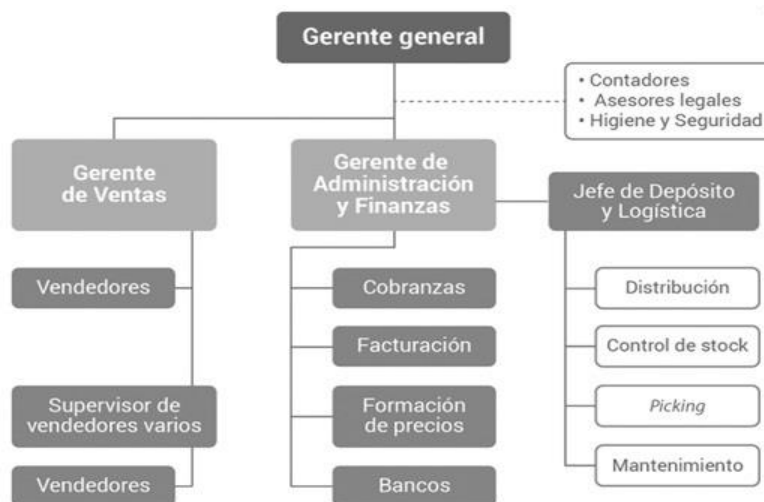 Gerente general
• Contadores
• Asesores legales
• Higiene y Seguridad
Gerente
de Ventas
Gerente de
Administración
y Finanzas
Jefe de Depósito
y Logística
Vendedores
Cobranzas
Distribución
Facturación
Control de stock
Supervisor de
vendedores varios
Formación
de precios
Picking
Vendedores
Bancos
Mantenimiento